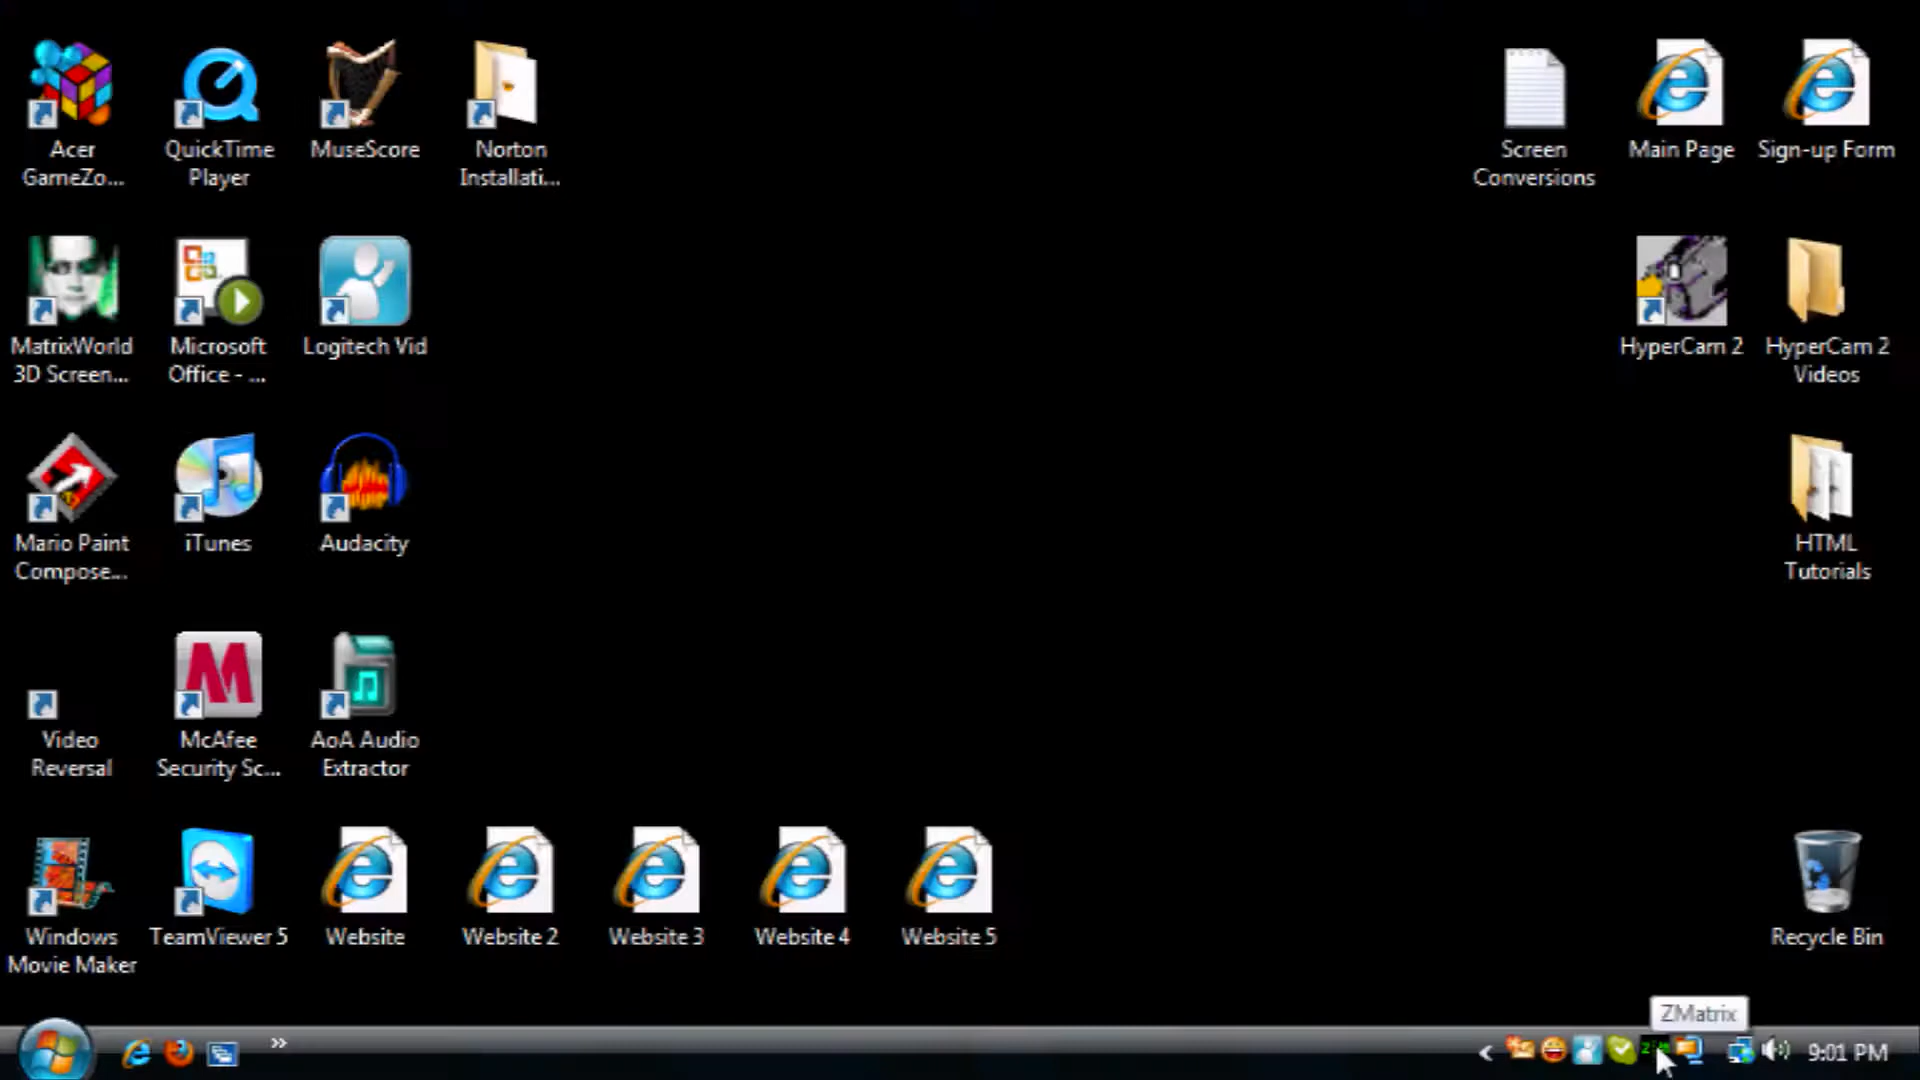 Acer
GameZo...
QuickTime
Player
MuseScore
Norton
Installati...
Screen
Conversions
Main Page
Sign-up Form
MatrixWorld
3D Screen...
Microsoft
Office - ...
Logitech Vid
HyperCam 2
HyperCam 2
Videos
Mario Paint
Compose...
iTunes
Audacity
HTML
Tutorials
Video
Reversal
McAfee
Security Sc...
AoA Audio
Extractor
Windows
Movie Maker
TeamViewer 5
Website
Website 2
Website 3
Website 4
Website 5
Recycle Bin
ZMatrix
9:01 PM